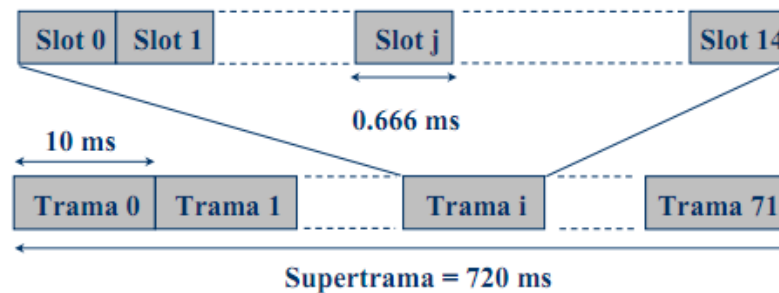 Slot 0 Slot 1 Slot j Slot 14
0.666 ms
10 ms
Trama 0 Trama 1 Trama i Trama 71
Supertrama = 720 ms